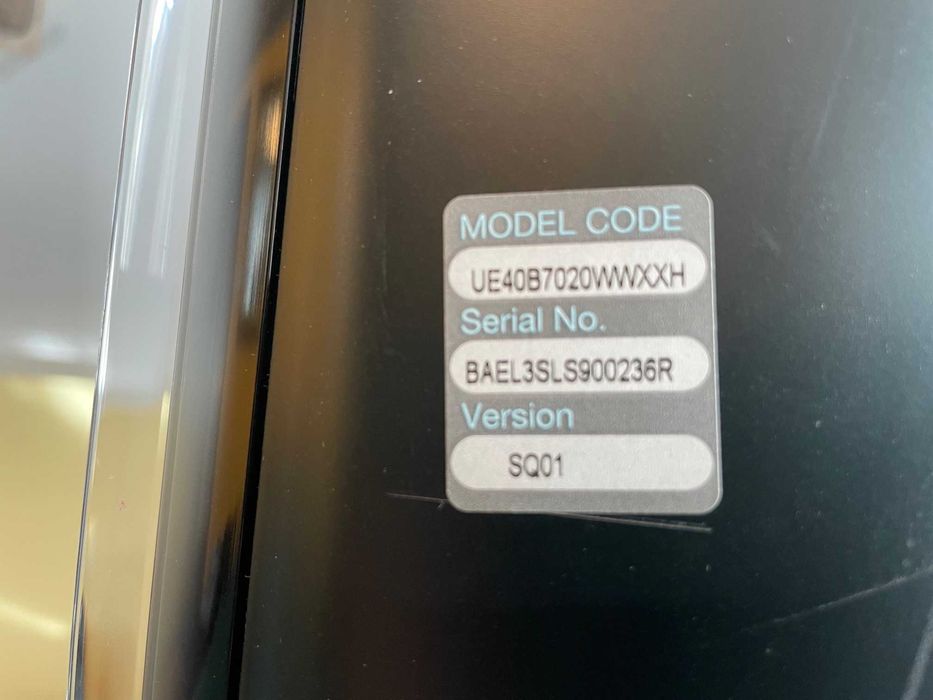 MODEL CODE
UE40B7020WWXXH
Serial No.
BAEL3SLS900236R
Version
SQ01